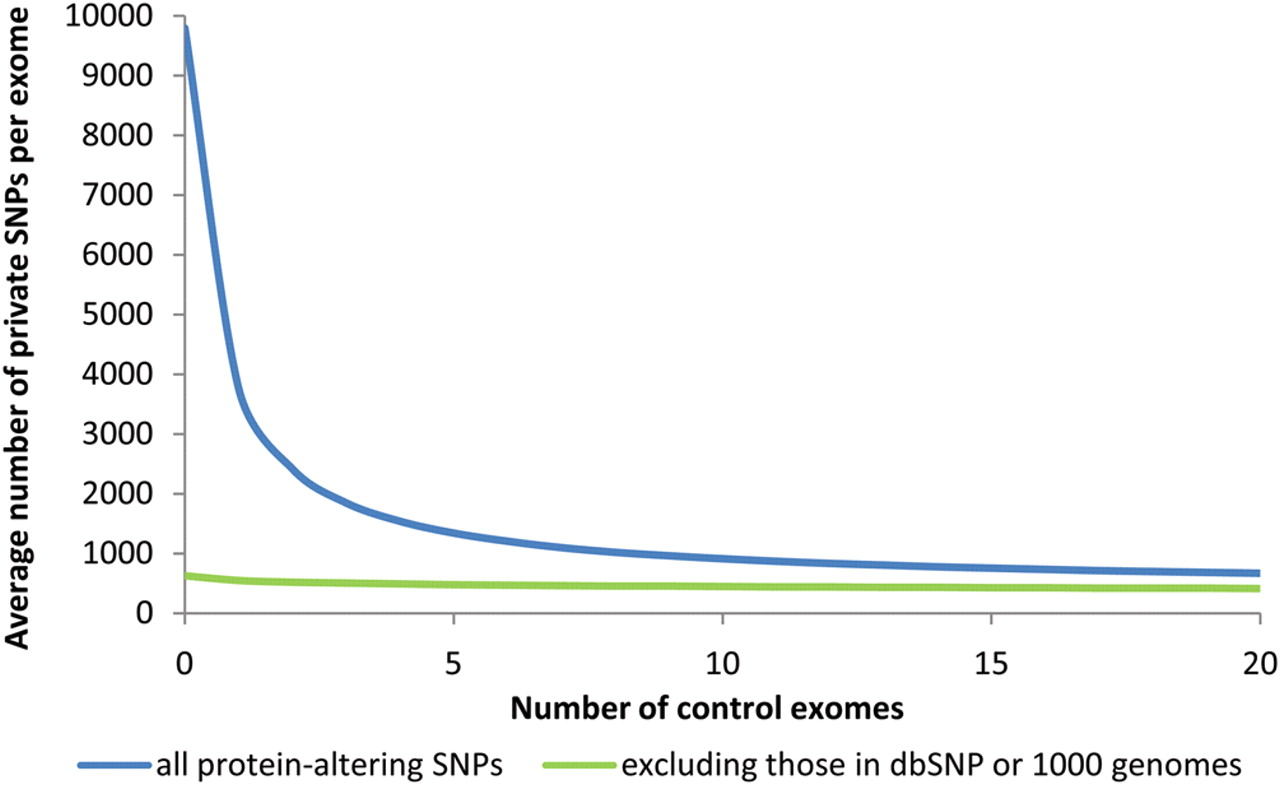 Average number of private SNPs per exome
10000
9000
8000
7000
6000
5000
4000
3000
2000
1000
0
0 5 10 15 20
Number of control exomes
all protein-altering SNPs excluding those in dbSNP or 1000 genomes